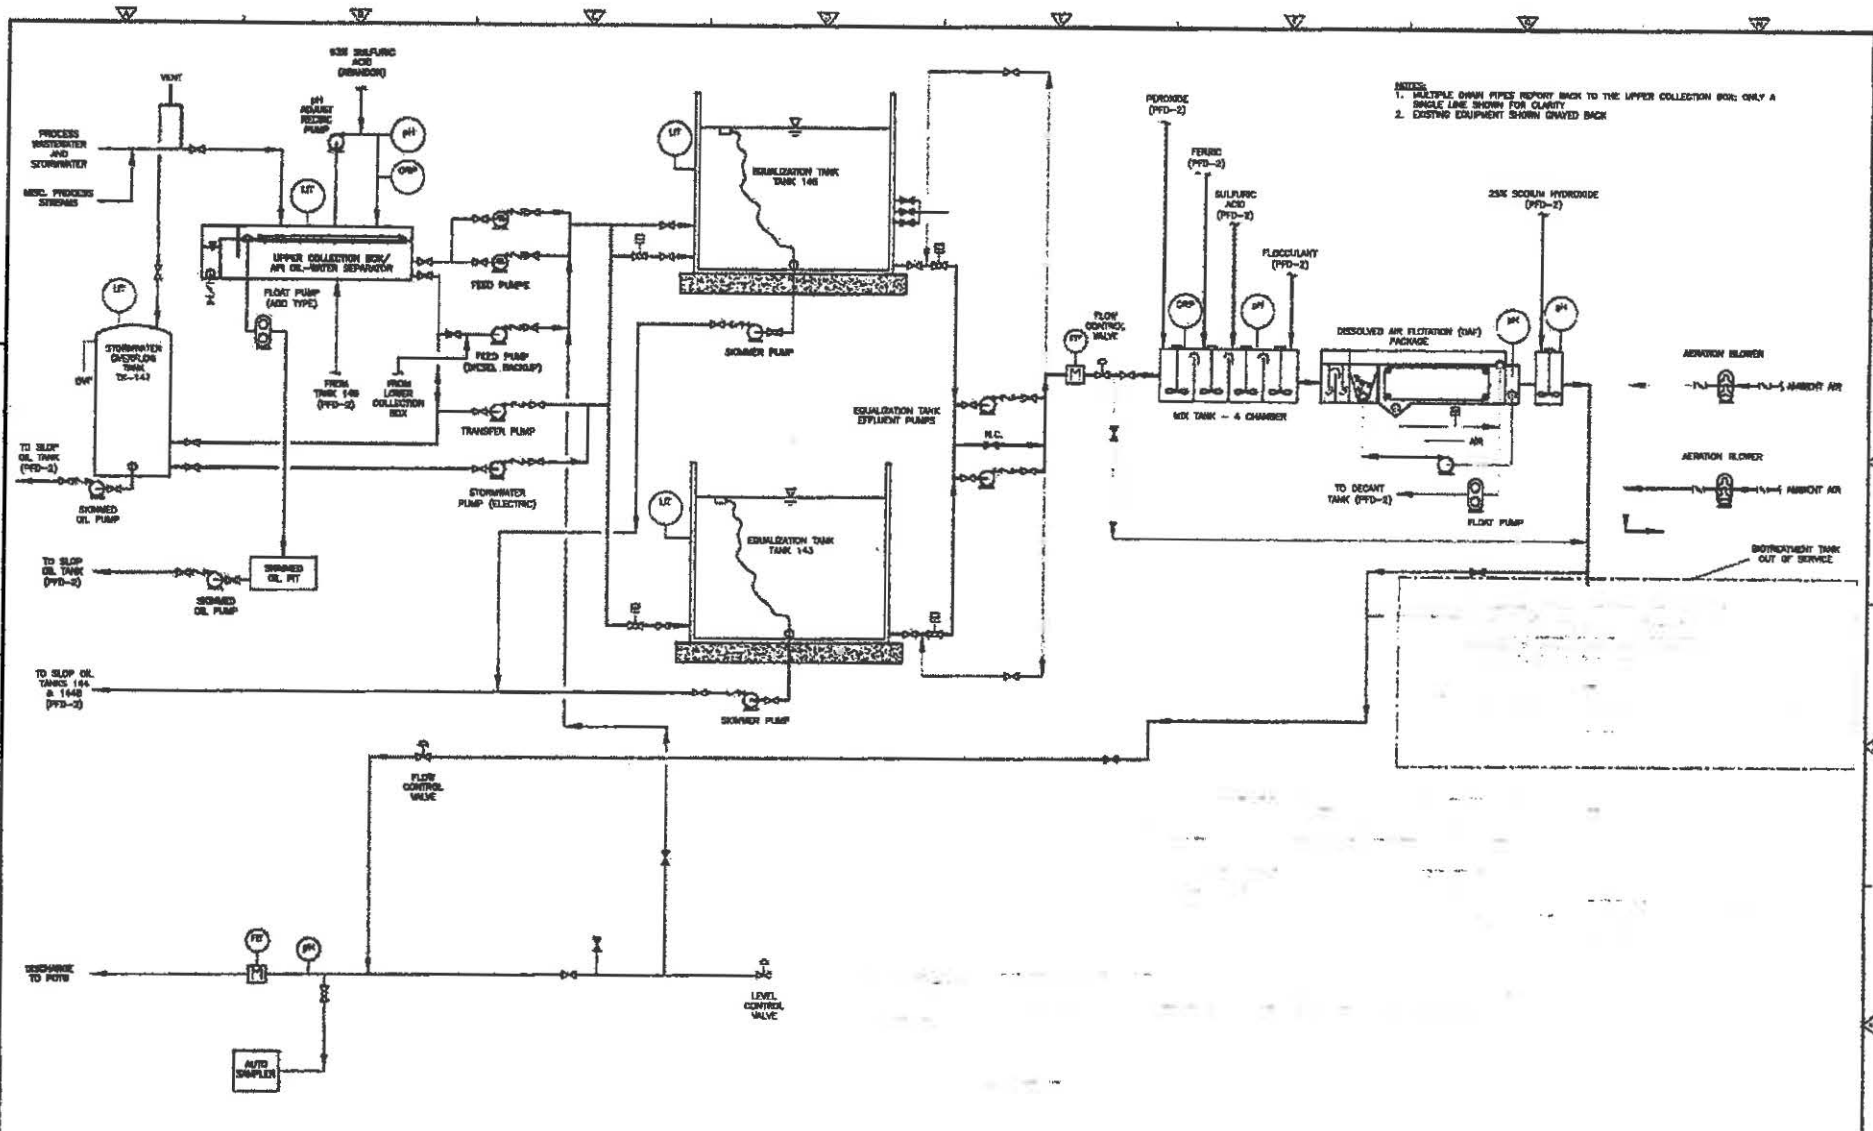 A
B
C
D
E
F
G
H
93% SULFURIC
ACID
(ABANDON)
VENT
pH
ADJUST
RECIRC
PUMP
pH
ORP
LIT
PROCESS
WASTEWATER
AND
STORMWATER
MISC. PROCESS
STREAMS
UPPER COLLECTION BOX/
API OIL-WATER SEPARATOR
FLOAT PUMP
(AOD TYPE)
FEED PUMPS
LIT
STORMWATER
OVERFLOW
TANK
TK-147
OVF
FROM
TANK 149
(PFD-2)
FROM
LOWER
COLLECTION
BOX
FEED PUMP
(DIESEL BACKUP)
TRANSFER PUMP
STORMWATER
PUMP (ELECTRIC)
TO SLOP
OIL TANK
(PFD-2)
SKIMMED
OIL PUMP
SKIMMED
OIL PIT
TO SLOP
OIL TANK
(PFD-2)
SKIMMED
OIL PUMP
TO SLOP OIL
TANKS 144
& 144B
(PFD-2)
LIT
EQUALIZATION TANK
TANK 146
SKIMMER PUMP
LIT
EQUALIZATION TANK
TANK 143
SKIMMER PUMP
EQUALIZATION TANK
EFFLUENT PUMPS
N.C.
FIT
M
FLOW
CONTROL
VALVE
PEROXIDE
(PFD-2)
FERRIC
(PFD-2)
SULFURIC
ACID
(PFD-2)
FLOCCULANT
(PFD-2)
ORP
pH
MIX TANK - 4 CHAMBER
NOTES:
1. MULTIPLE DRAIN PIPES REPORT BACK TO THE UPPER COLLECTION BOX; ONLY A
SINGLE LINE SHOWN FOR CLARITY
2. EXISTING EQUIPMENT SHOWN GRAYED BACK
25% SODIUM HYDROXIDE
(PFD-2)
DISSOLVED AIR FLOTATION (DAF)
PACKAGE
pH
pH
AIR
TO DECANT
TANK (PFD-2)
FLOAT PUMP
AERATION BLOWER
AMBIENT AIR
AERATION BLOWER
AMBIENT AIR
BIOTREATMENT TANK
OUT OF SERVICE
FLOW
CONTROL
VALVE
DISCHARGE
TO POTW
FIT
M
pH
LEVEL
CONTROL
VALVE
AUTO
SAMPLER